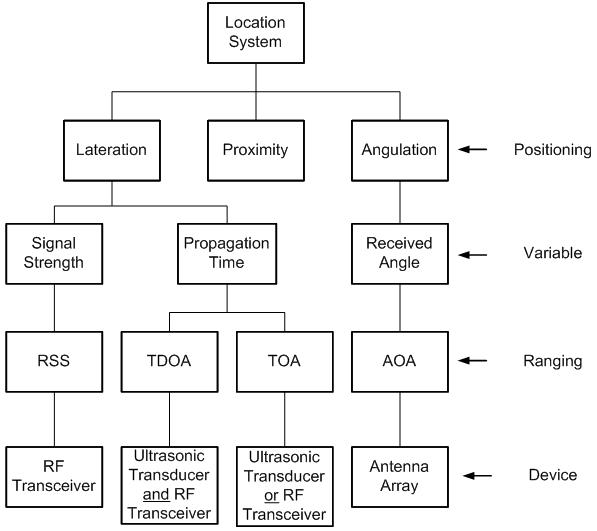 Location
System
Lateration
Proximity
Angulation
Positioning
Signal
Strength
Propagation
Time
Received
Angle
Variable
RSS
TDOA
TOA
AOA
Ranging
RF
Transceiver
Ultrasonic
Transducer
and RF
Transceiver
Ultrasonic
Transducer
or RF
Transceiver
Antenna
Array
Device